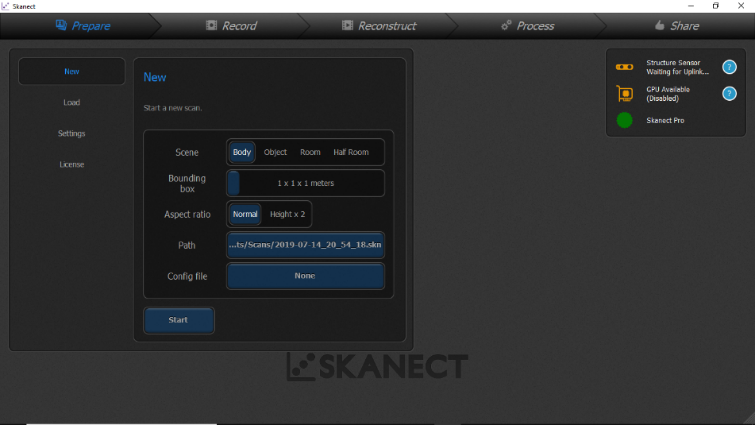 Skanect
Prepare
Record
Reconstruct
Process
Share
New
Load
Settings
License
New
Start a new scan.
Scene
Body
Object
Room
Half Room
Bounding
box
1 x 1 x 1 meters
Aspect ratio
Normal
Height x 2
Path
...ts/Scans/2019-07-14_20_54_18.skn
Config file
None
Start
Structure Sensor
Waiting for Uplink...
?
GPU Available
(Disabled)
?
Skanect Pro
SKANECT